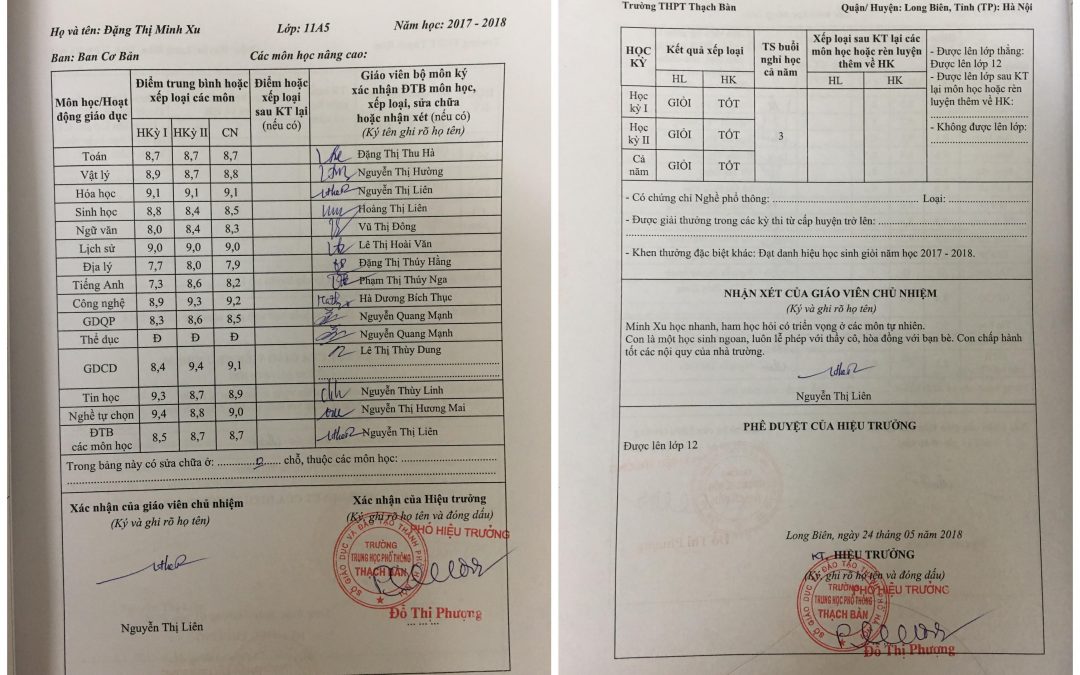 Họ và tên: Đặng Thị Minh Xu Lớp: 11A5 Năm học: 2017 - 2018
Ban: Ban Cơ Bản Các môn học nâng cao:
Môn học/Hoạt động giáo dục
Điểm trung bình hoặc xếp loại các môn
HKỳ I HKỳ II CN
Điểm hoặc xếp loại sau KT lại (nếu có)
Giáo viên bộ môn ký xác nhận ĐTB môn học, xếp loại, sửa chữa hoặc nhận xét (nếu có)
(Ký tên ghi rõ họ tên)
Toán 8,7 8,7 8,7 Đặng Thị Thu Hà
Vật lý 8,9 8,7 8,8 Nguyễn Thị Hường
Hóa học 9,1 9,1 9,1 Nguyễn Thị Liên
Sinh học 8,8 8,4 8,5 Hoàng Thị Liên
Ngữ văn 8,0 8,4 8,3 Vũ Thị Đông
Lịch sử 9,0 9,0 9,0 Lê Thị Hoài Vân
Địa lý 7,7 8,0 7,9 Đặng Thị Thúy Hằng
Tiếng Anh 7,3 8,6 8,2 Phạm Thị Thúy Nga
Công nghệ 8,9 9,3 9,2 Hà Dương Bích Thục
GDQP 8,3 8,6 8,5 Nguyễn Quang Mạnh
Thể dục Đ Đ Đ Nguyễn Quang Mạnh
GDCD 8,4 9,4 9,1 Lê Thị Thùy Dung
Tin học 9,3 8,7 8,9 Nguyễn Thùy Linh
Nghề tự chọn 9,4 8,8 9,0 Nguyễn Thị Hương Mai
ĐTB các môn học 8,5 8,7 8,7 Nguyễn Thị Liên
Trong bảng này có sửa chữa ở: ............ chỗ, thuộc các môn học: ............
Xác nhận của giáo viên chủ nhiệm
(Ký và ghi rõ họ tên)
Nguyễn Thị Liên
Xác nhận của Hiệu trưởng
(Ký, ghi rõ họ tên và đóng dấu)
PHÓ HIỆU TRƯỞNG
SỞ GIÁO DỤC VÀ ĐÀO TẠO THÀNH PHỐ HÀ
TRƯỜNG
TRUNG HỌC PHỔ THÔNG
THẠCH BÀN
Đỗ Thị Phượng
Trường THPT Thạch Bàn Quận/ Huyện: Long Biên, Tỉnh (TP): Hà Nội
HỌC KỲ
Kết quả xếp loại
HL HK
TS buổi nghỉ học cả năm
Xếp loại sau KT lại các môn học hoặc rèn luyện thêm về HK
HL HK
- Được lên lớp thẳng:
Được lên lớp 12
- Được lên lớp sau KT
lại môn học hoặc rèn
luyện thêm về HK:
- Không được lên lớp:
Học kỳ I GIỎI TỐT
Học kỳ II GIỎI TỐT 3
Cả năm GIỎI TỐT
- Có chứng chỉ Nghề phổ thông: ............ Loại: ............
- Được giải thưởng trong các kỳ thi từ cấp huyện trở lên: ............
- Khen thưởng đặc biệt khác: Đạt danh hiệu học sinh giỏi năm học 2017 - 2018.
NHẬN XÉT CỦA GIÁO VIÊN CHỦ NHIỆM
(Ký và ghi rõ họ tên)
Minh Xu học nhanh, ham học hỏi có triển vọng ở các môn tự nhiên.
Con là một học sinh ngoan, luôn lễ phép với thầy cô, hòa đồng với bạn bè. Con chấp hành
tốt các nội quy của nhà trường.
Nguyễn Thị Liên
PHÊ DUYỆT CỦA HIỆU TRƯỞNG
Được lên lớp 12
Long Biên, ngày 24 tháng 05 năm 2018
KT. HIỆU TRƯỞNG
(Ký, ghi rõ họ tên và đóng dấu)
PHÓ HIỆU TRƯỞNG
TRƯỜNG
TRUNG HỌC PHỔ THÔNG
THẠCH BÀN
Đỗ Thị Phượng